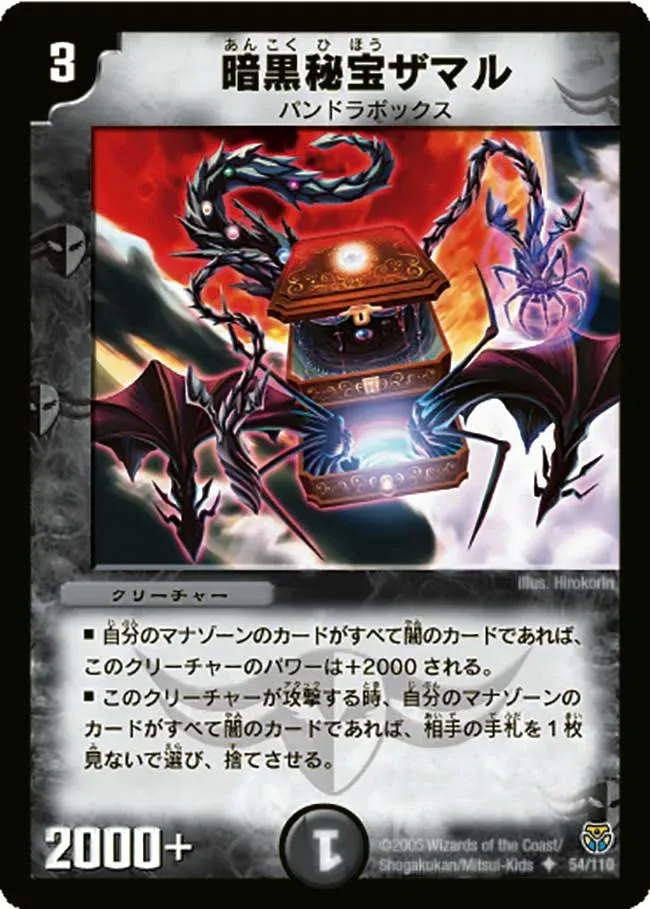 3
あんこく ひ ほう
暗黒秘宝ザマル
パンドラボックス
illus. Hirokorin
クリーチャー
■ 自分のマナゾーンのカードがすべて闇のカードであれば、
このクリーチャーのパワーは+2000 される。
■ このクリーチャーが攻撃する時、自分のマナゾーンの
カードがすべて闇のカードであれば、相手の手札を1枚
見ないで選び、捨てさせる。
2000+
1
©2005 Wizards of the Coast/
Shogakukan/Mitsui-Kids 54/110